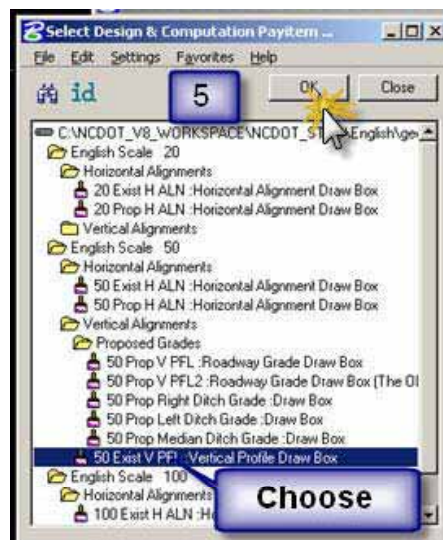 Select Design & Computation Payitem ...
File Edit Settings Favorites Help
id 5 OK Close
C:\NCDOT_V8_WORKSPACE\NCDOT_ST English\ge
English Scale 20
Horizontal Alignments
20 Exist H ALN :Horizontal Alignment Draw Box
20 Prop H ALN :Horizontal Alignment Draw Box
Vertical Alignments
English Scale 50
Horizontal Alignments
50 Exist H ALN :Horizontal Alignment Draw Box
50 Prop H ALN :Horizontal Alignment Draw Box
Vertical Alignments
Proposed Grades
50 Prop V PFL :Roadway Grade Draw Box
50 Prop V PFL2 :Roadway Grade Draw Box (The Ol
50 Prop Right Ditch Grade :Draw Box
50 Prop Left Ditch Grade :Draw Box
50 Prop Median Ditch Grade :Draw Box
50 Exist V PFL :Vertical Profile Draw Box
English Scale 100
Horizontal Alignments
100 Exist H ALN :H
Choose